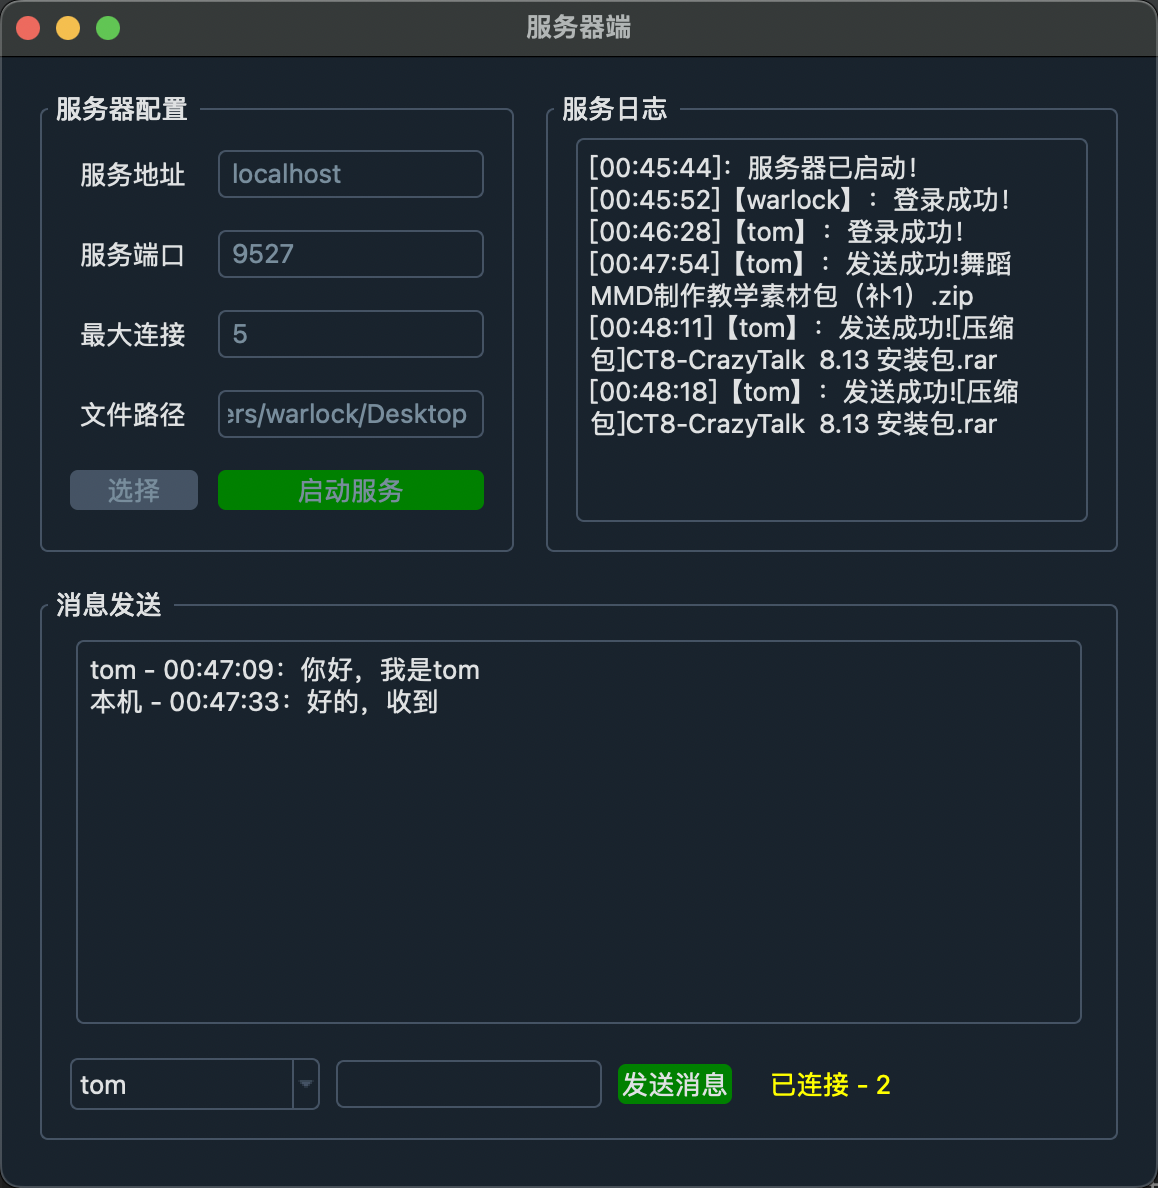 服务器端
服务器配置
服务地址 localhost
服务端口 9527
最大连接 5
文件路径 ers/warlock/Desktop
选择 启动服务
服务日志
[00:45:44]：服务器已启动！
[00:45:52]【warlock】：登录成功！
[00:46:28]【tom】：登录成功！
[00:47:54]【tom】：发送成功!舞蹈
MMD制作教学素材包（补1）.zip
[00:48:11]【tom】：发送成功![压缩
包]CT8-CrazyTalk  8.13 安装包.rar
[00:48:18]【tom】：发送成功![压缩
包]CT8-CrazyTalk  8.13 安装包.rar
消息发送
tom - 00:47:09：你好，我是tom
本机 - 00:47:33：好的，收到
tom 发送消息 已连接 - 2